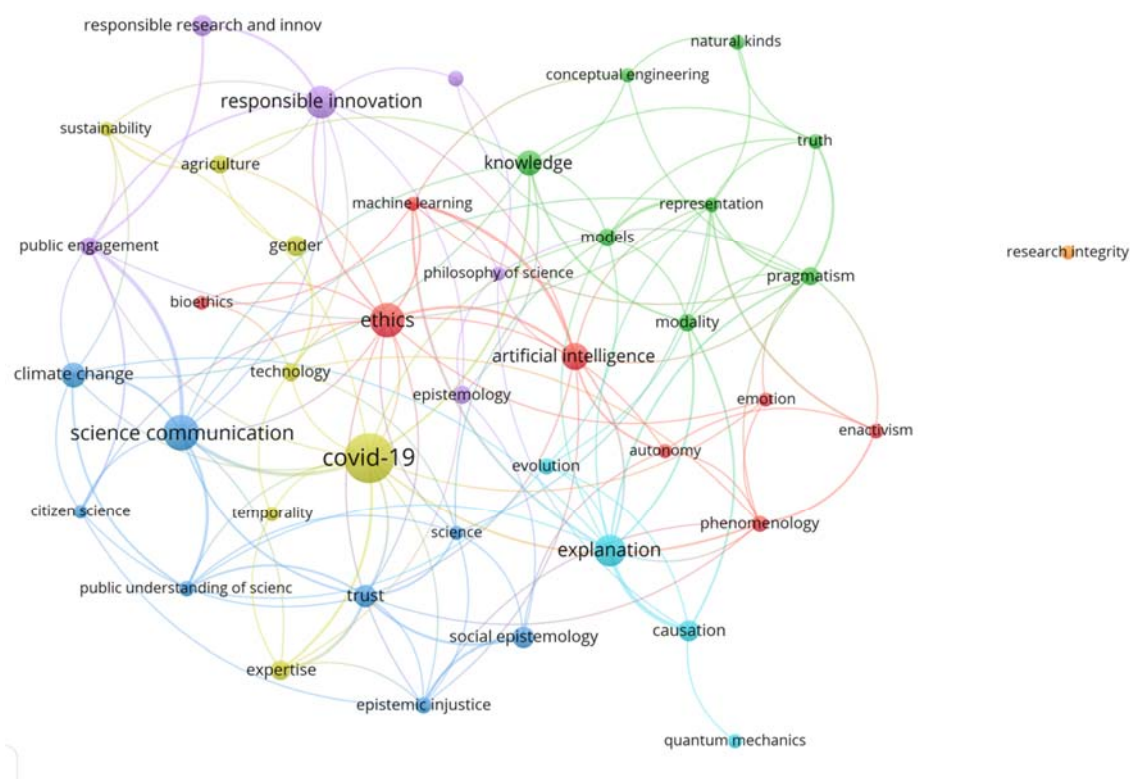 responsible research and innov
natural kinds
conceptual engineering
responsible innovation
sustainability
truth
agriculture
knowledge
machine learning
representation
public engagement
gender
models
research integrity
philosophy of science
pragmatism
bioethics
ethics
modality
artificial intelligence
climate change
technology
epistemology
emotion
science communication
enactivism
covid-19
autonomy
evolution
citizen science
temporality
phenomenology
science
explanation
public understanding of scienc
trust
causation
social epistemology
expertise
epistemic injustice
quantum mechanics